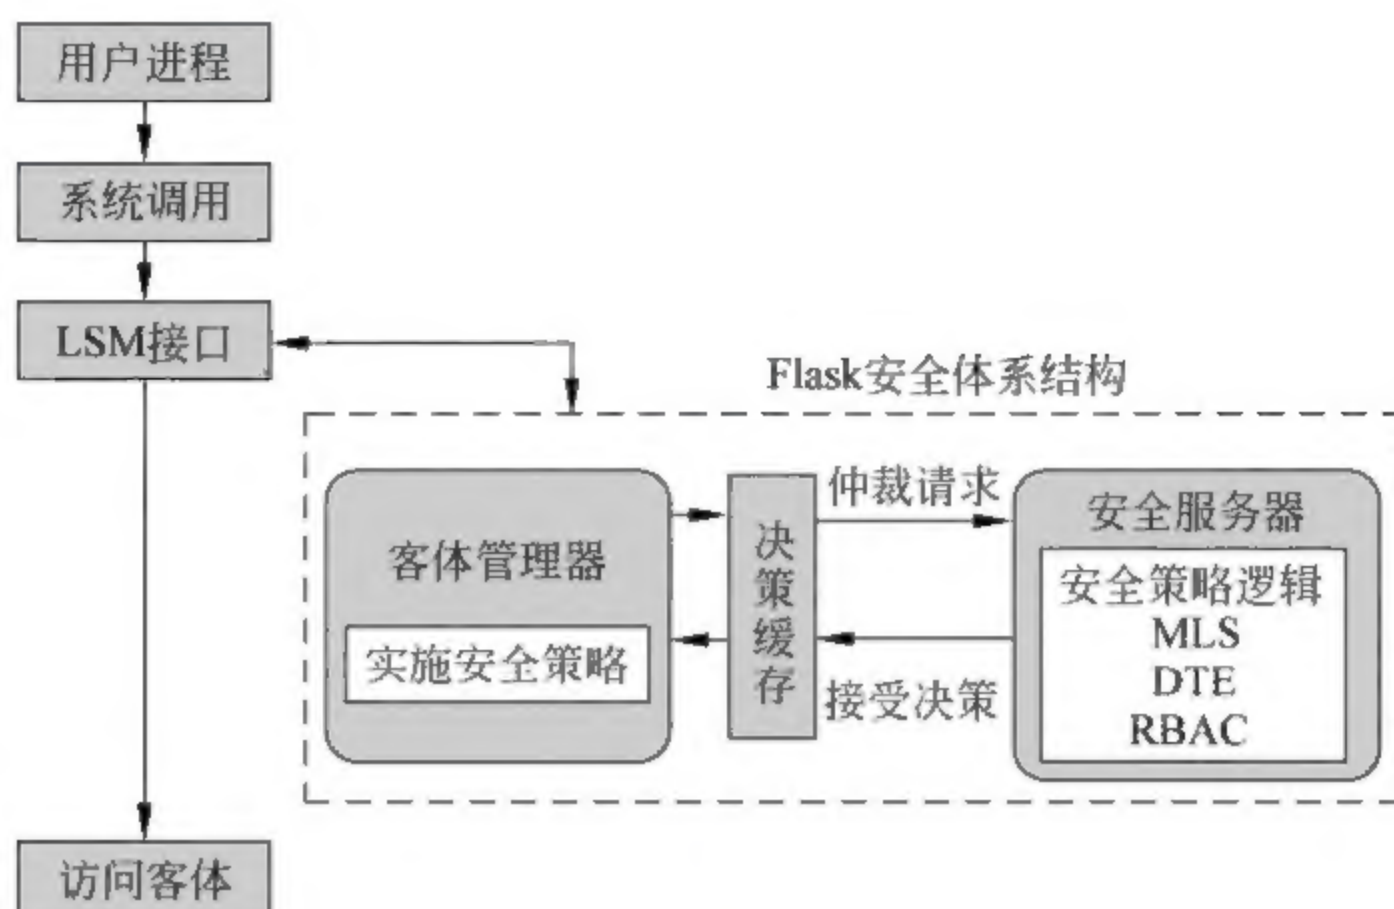 用户进程
系统调用
LSM接口
Flask安全体系结构
客体管理器
实施安全策略
决策缓存
仲裁请求
接受决策
安全服务器
安全策略逻辑
MLS
DTE
RBAC
访问客体